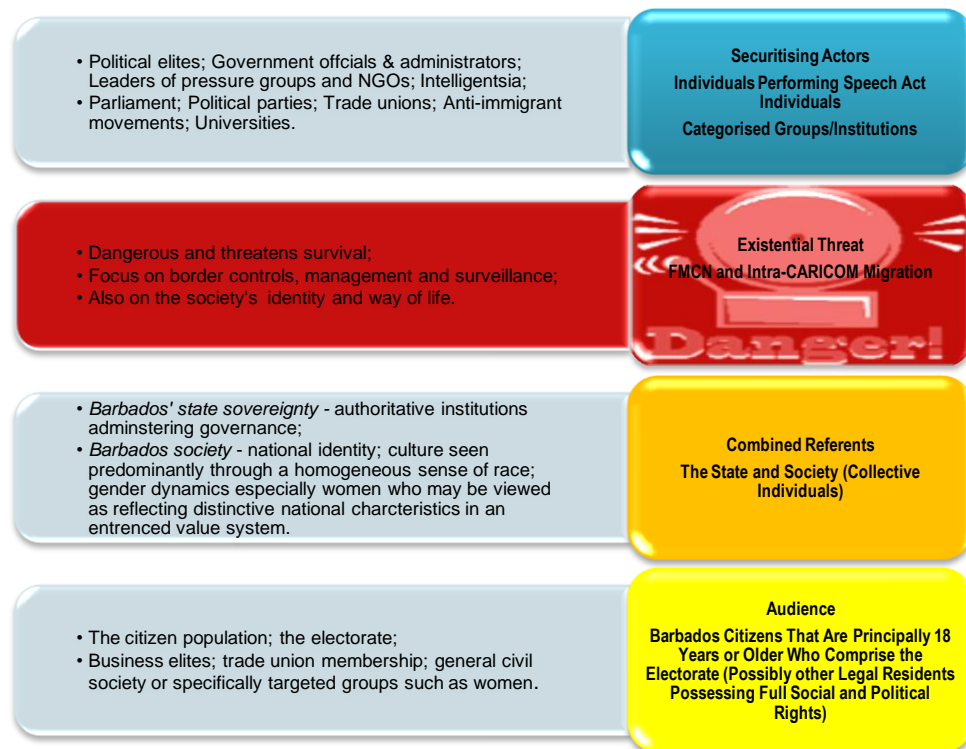 • Political elites; Government offcials & administrators;
Leaders of pressure groups and NGOs; Intelligentsia;
• Parliament; Political parties; Trade unions; Anti-immigrant
movements; Universities.
Securitising Actors
Individuals Performing Speech Act
Individuals
Categorised Groups/Institutions
• Dangerous and threatens survival;
• Focus on border controls, management and surveillance;
• Also on the society's identity and way of life.
Existential Threat
FMCN and Intra-CARICOM Migration
Danger!
• Barbados' state sovereignty - authoritative institutions
adminstering governance;
• Barbados society - national identity; culture seen
predominantly through a homogeneous sense of race;
gender dynamics especially women who may be viewed
as reflecting distinctive national charcteristics in an
entrenced value system.
Combined Referents
The State and Society (Collective
Individuals)
• The citizen population; the electorate;
• Business elites; trade union membership; general civil
society or specifically targeted groups such as women.
Audience
Barbados Citizens That Are Principally 18
Years or Older Who Comprise the
Electorate (Possibly other Legal Residents
Possessing Full Social and Political
Rights)